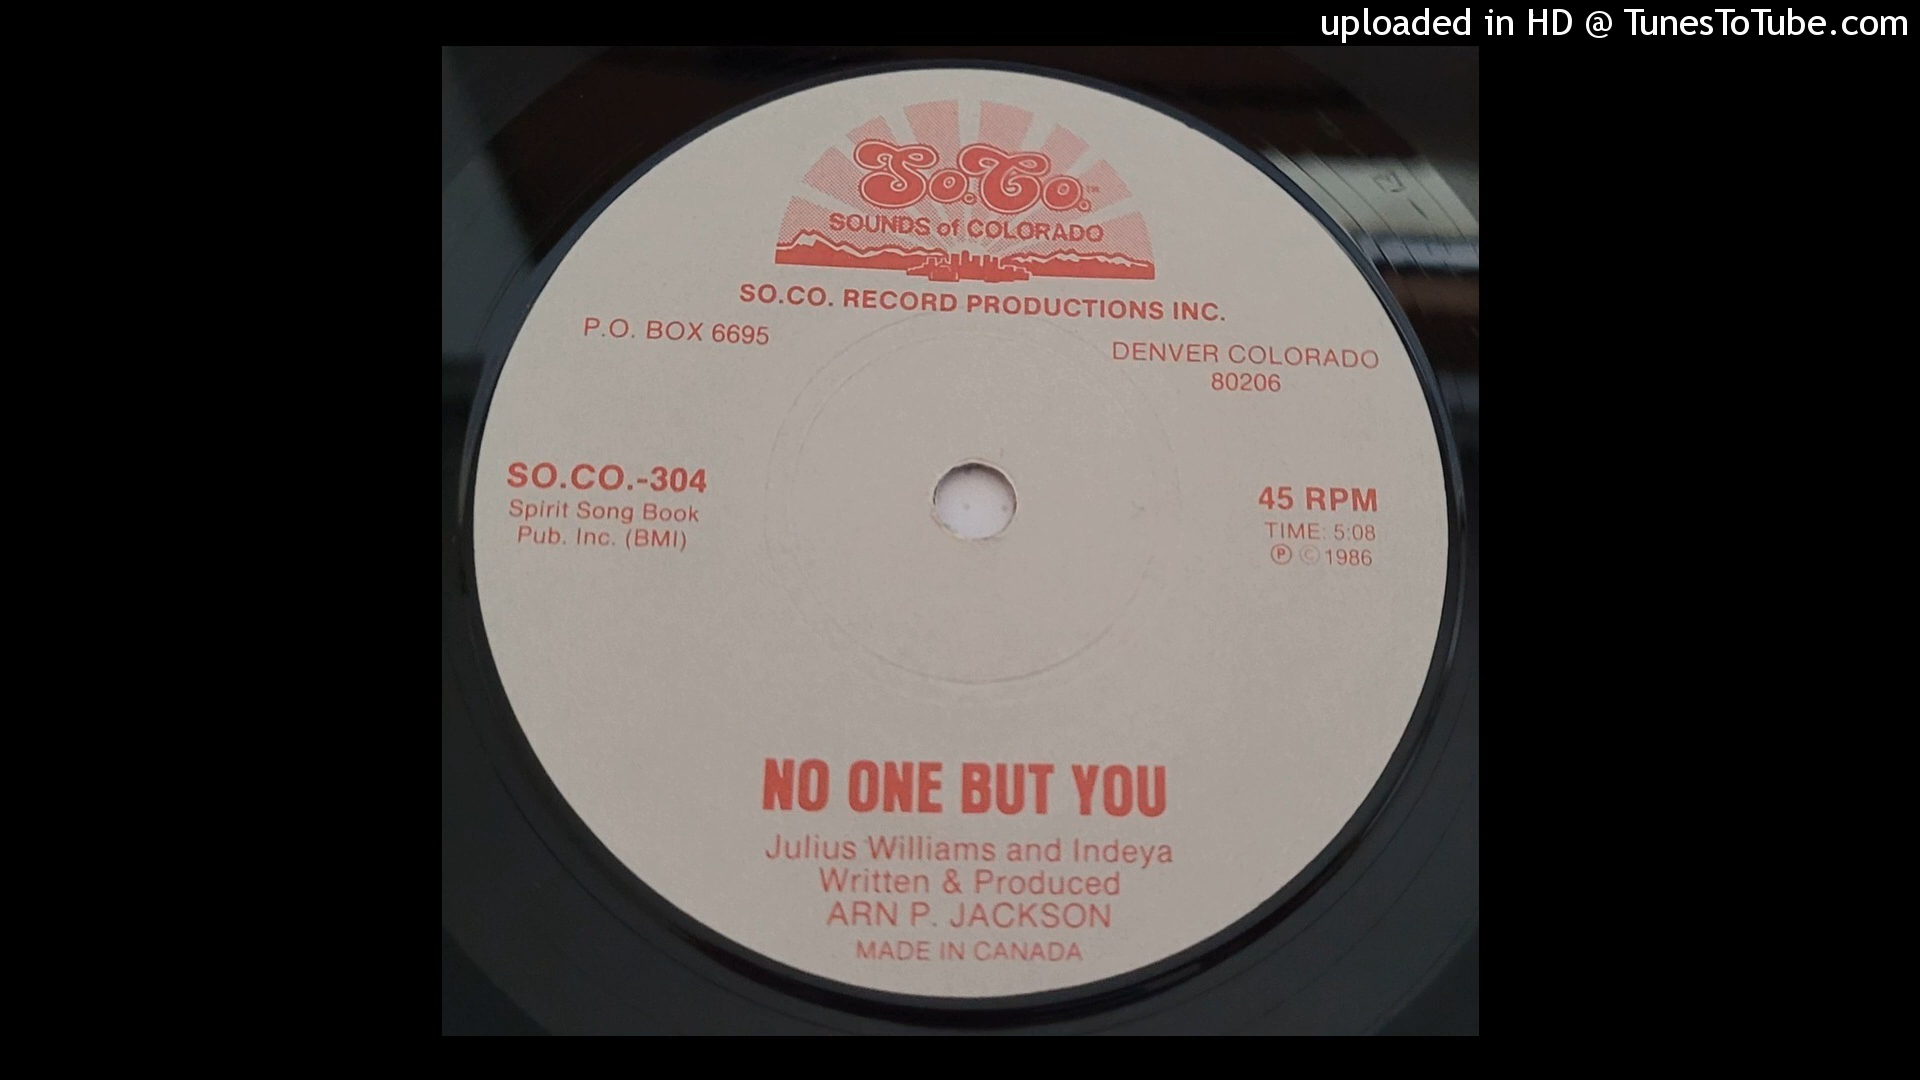 uploaded in HD @ TunesToTube.com
So.Co.™
SOUNDS of COLORADO
SO.CO. RECORD PRODUCTIONS INC.
P.O. BOX 6695
DENVER COLORADO
80206
SO.CO.-304
Spirit Song Book
Pub. Inc. (BMI)
45 RPM
TIME: 5:08
Ⓟ © 1986
NO ONE BUT YOU
Julius Williams and Indeya
Written & Produced
ARN P. JACKSON
MADE IN CANADA